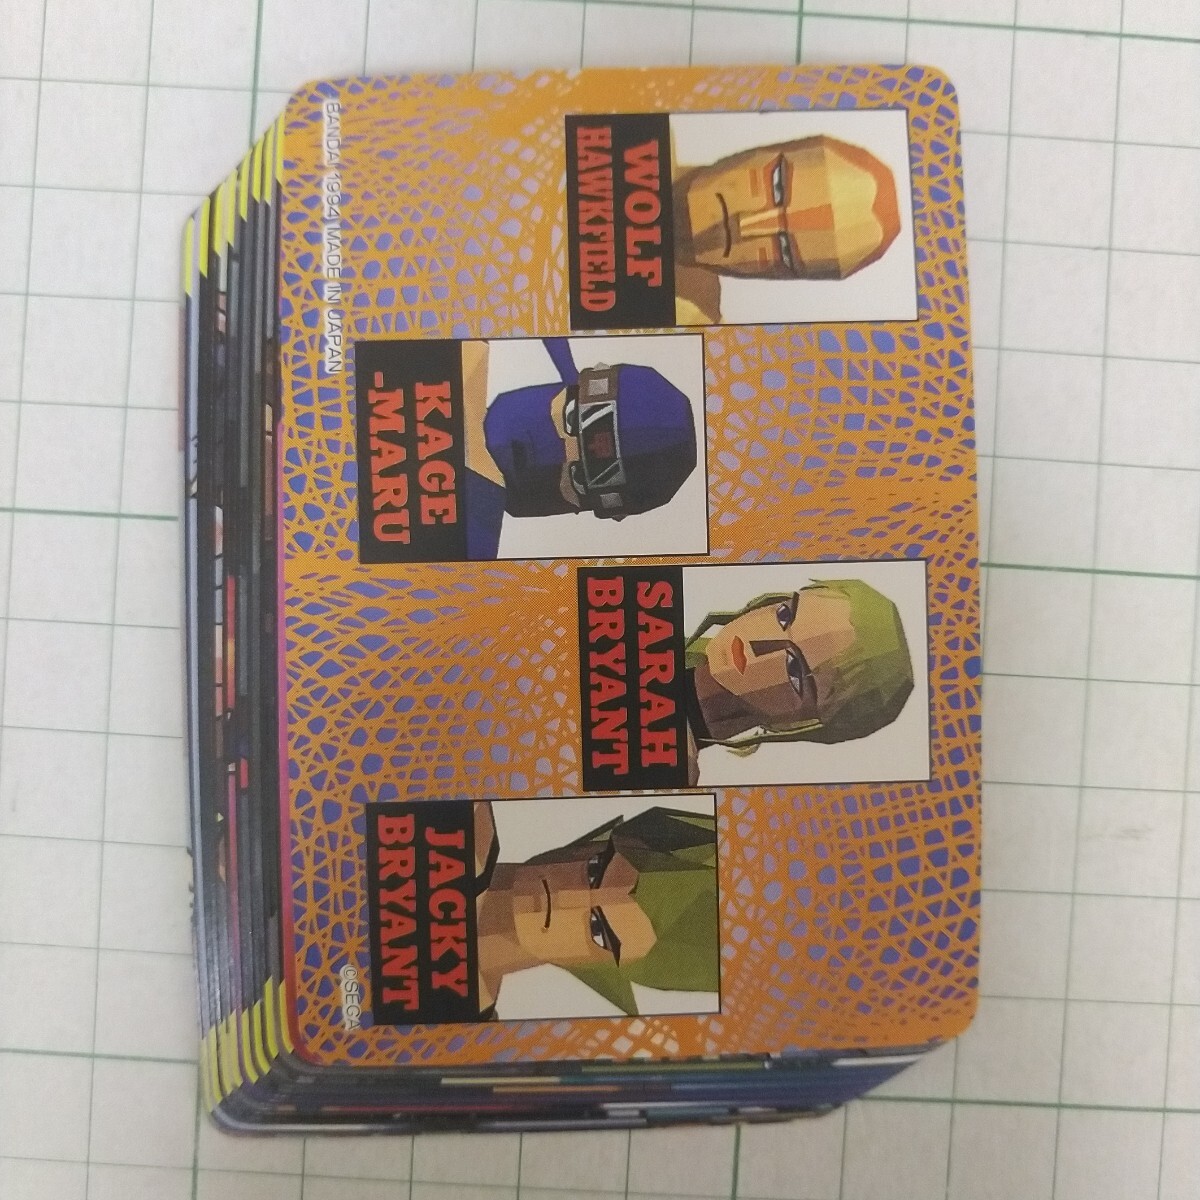 WOLF
HAWKFIELD
KAGE
-MARU
SARAH
BRYANT
JACKY
BRYANT
BANDAI 1994 MADE IN JAPAN
©SEGA